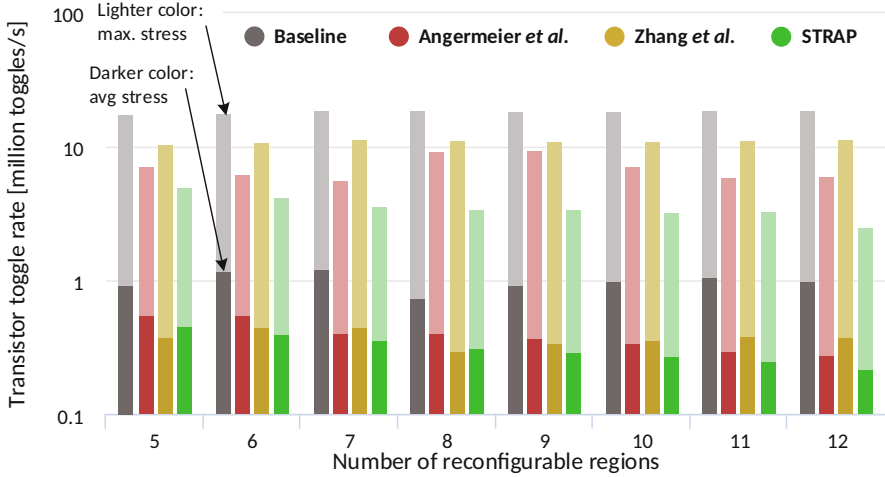 Lighter color:
max. stress
Darker color:
avg stress
Baseline
Angermeier et al.
Zhang et al.
STRAP
Transistor toggle rate [million toggles/s]
100
10
1
0.1
5 6 7 8 9 10 11 12
Number of reconfigurable regions